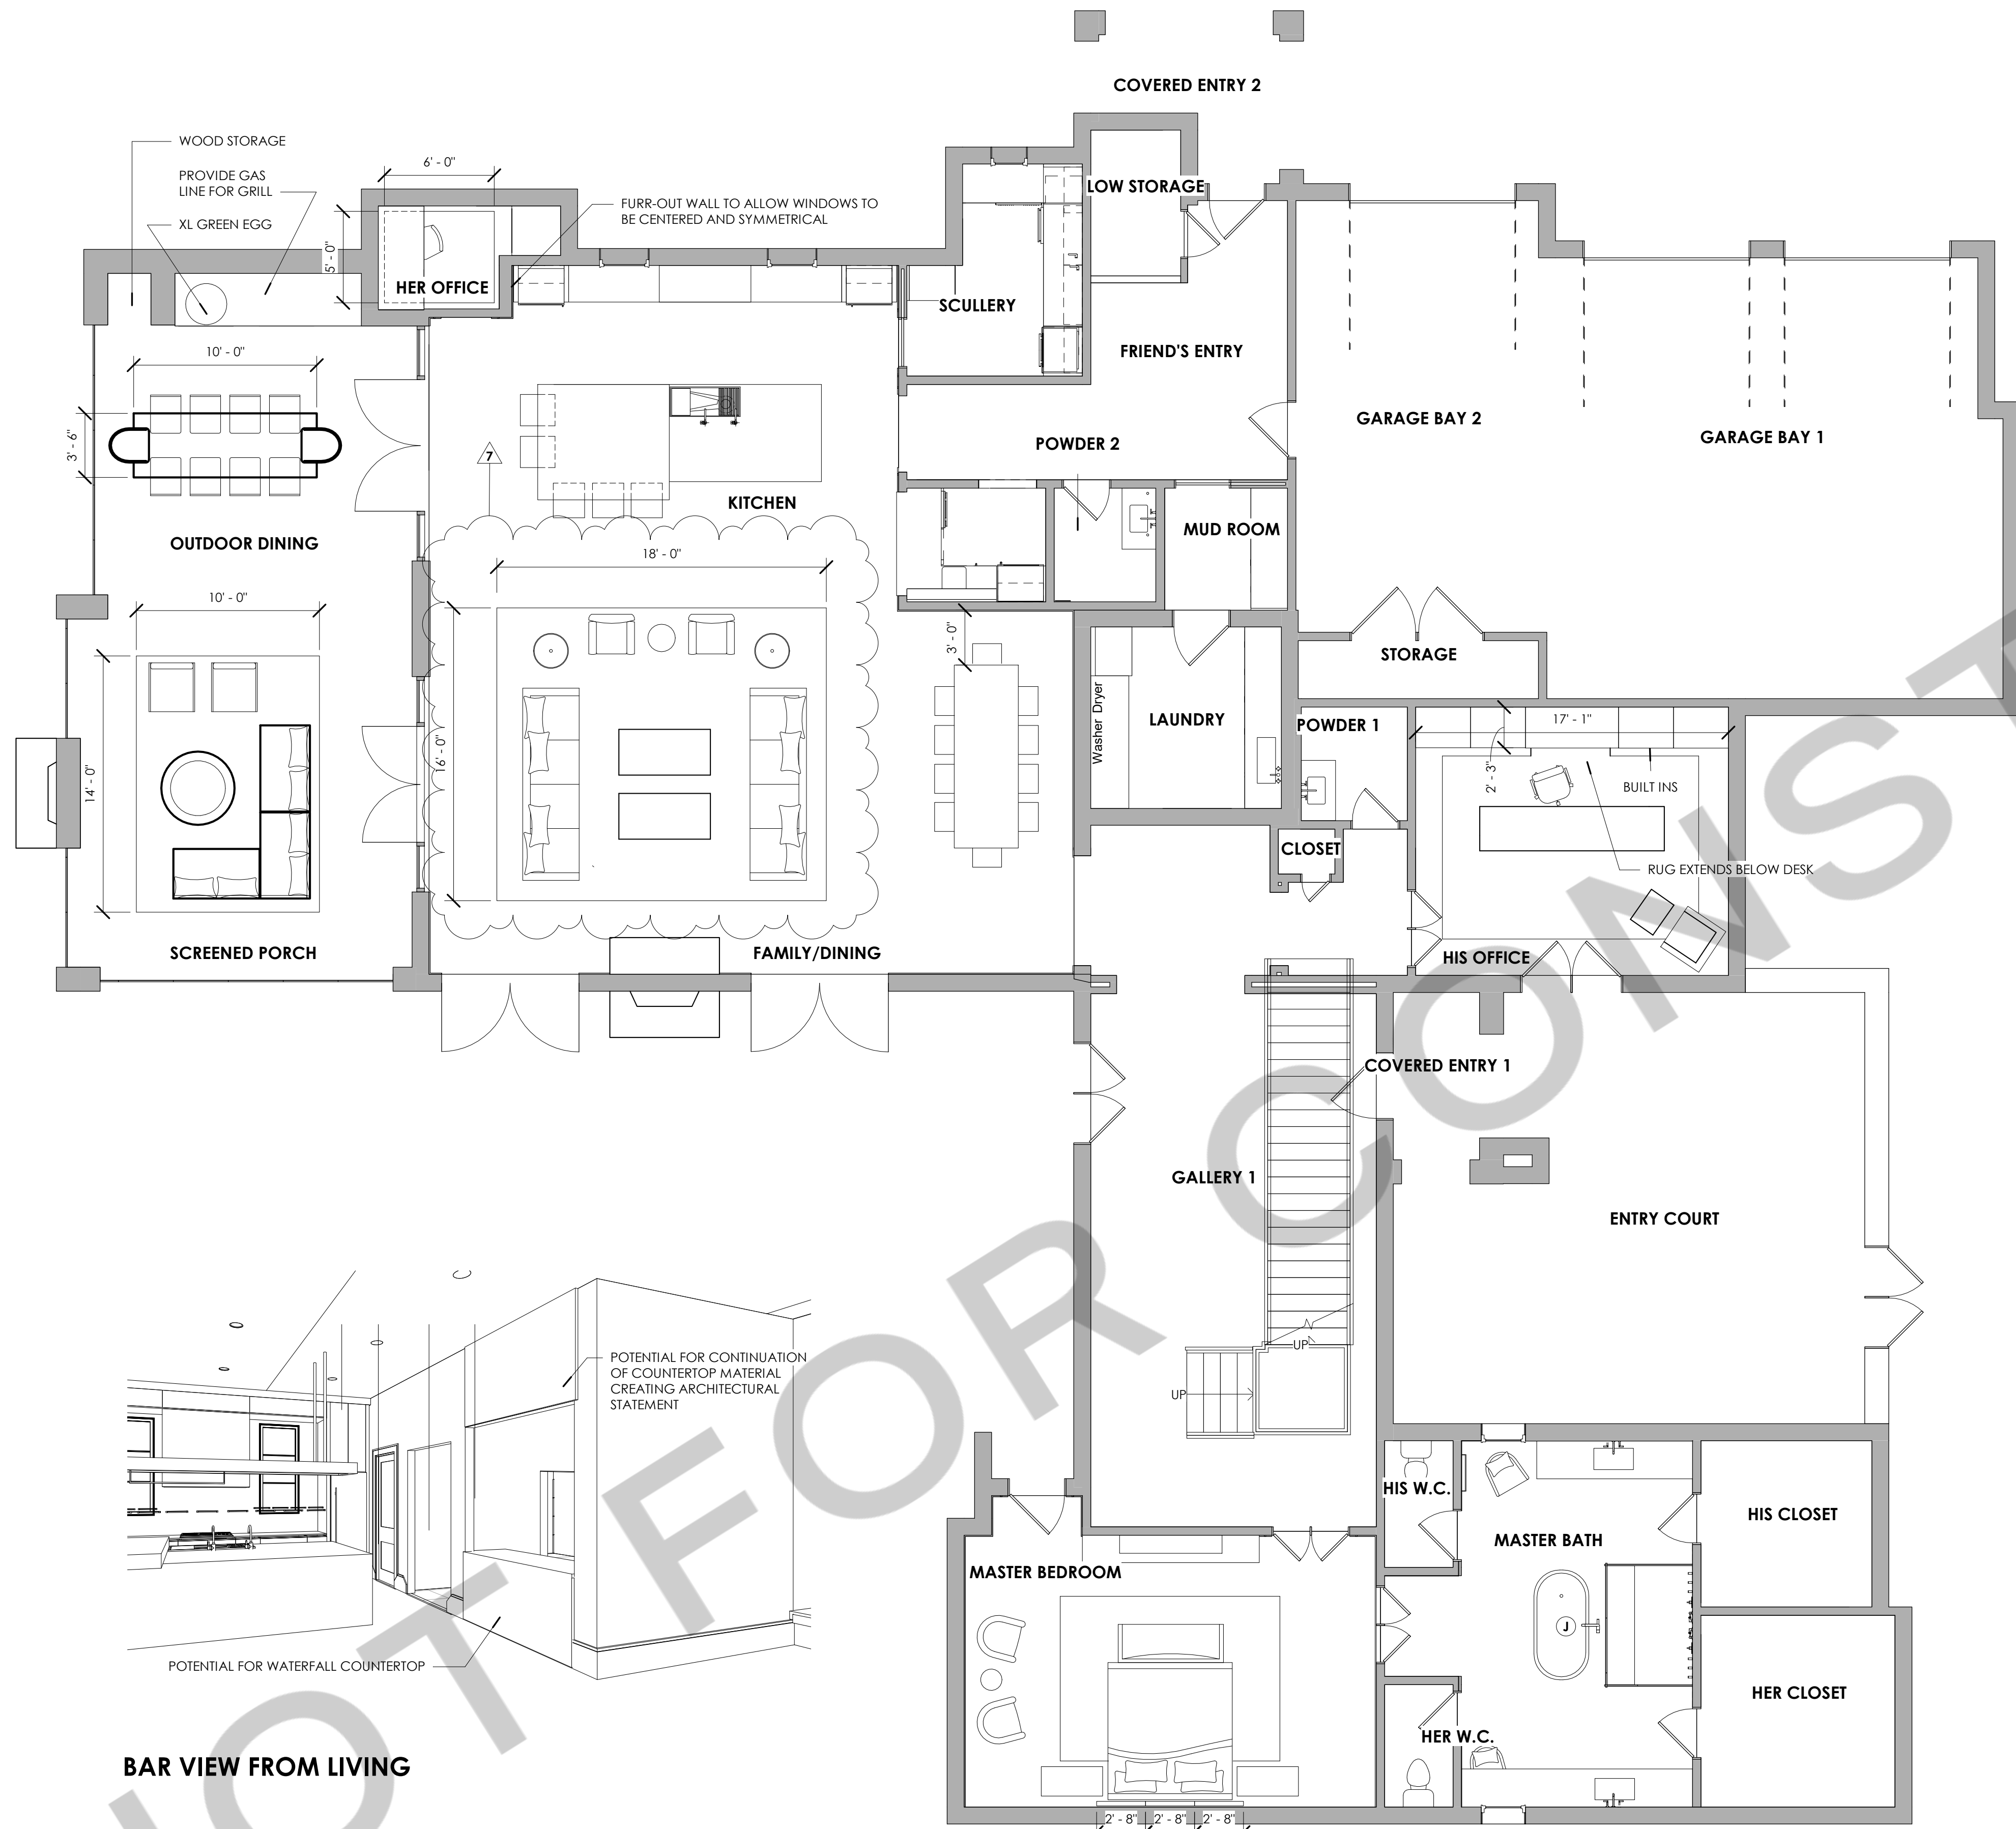 COVERED ENTRY 2
WOOD STORAGE
PROVIDE GAS
LINE FOR GRILL
XL GREEN EGG
6' - 0"
5' - 0"
HER OFFICE
FURR-OUT WALL TO ALLOW WINDOWS TO
BE CENTERED AND SYMMETRICAL
LOW STORAGE
SCULLERY
FRIEND'S ENTRY
GARAGE BAY 2
GARAGE BAY 1
10' - 0"
3' - 6"
OUTDOOR DINING
7
KITCHEN
POWDER 2
MUD ROOM
18' - 0"
16' - 0"
10' - 0"
14' - 0"
3' - 0"
STORAGE
Washer Dryer
LAUNDRY
POWDER 1
17' - 1"
2' - 3"
BUILT INS
CLOSET
RUG EXTENDS BELOW DESK
HIS OFFICE
SCREENED PORCH
FAMILY/DINING
COVERED ENTRY 1
GALLERY 1
ENTRY COURT
UP
UP
POTENTIAL FOR CONTINUATION
OF COUNTERTOP MATERIAL
CREATING ARCHITECTURAL
STATEMENT
POTENTIAL FOR WATERFALL COUNTERTOP
BAR VIEW FROM LIVING
HIS W.C.
MASTER BATH
HIS CLOSET
MASTER BEDROOM
J
HER CLOSET
HER W.C.
2' - 8" 2' - 8" 2' - 8"
NOT FOR CONST